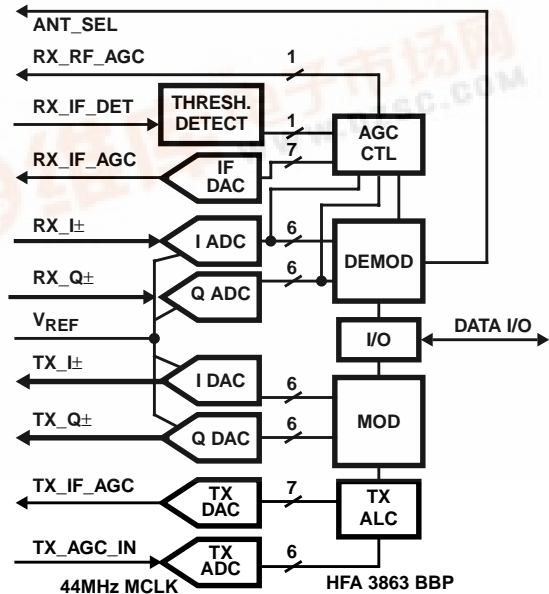 ANT_SEL
RX_RF_AGC
1
RX_IF_DET
THRESH.
DETECT
1
AGC
CTL
7
RX_IF_AGC
IF
DAC
RX_I±
I ADC
6
DEMOD
RX_Q±
Q ADC
6
VREF
I/O
DATA I/O
TX_I±
I DAC
6
MOD
TX_Q±
Q DAC
6
TX_IF_AGC
TX
DAC
7
TX
ALC
TX_AGC_IN
TX
ADC
6
44MHz MCLK
HFA 3863 BBP